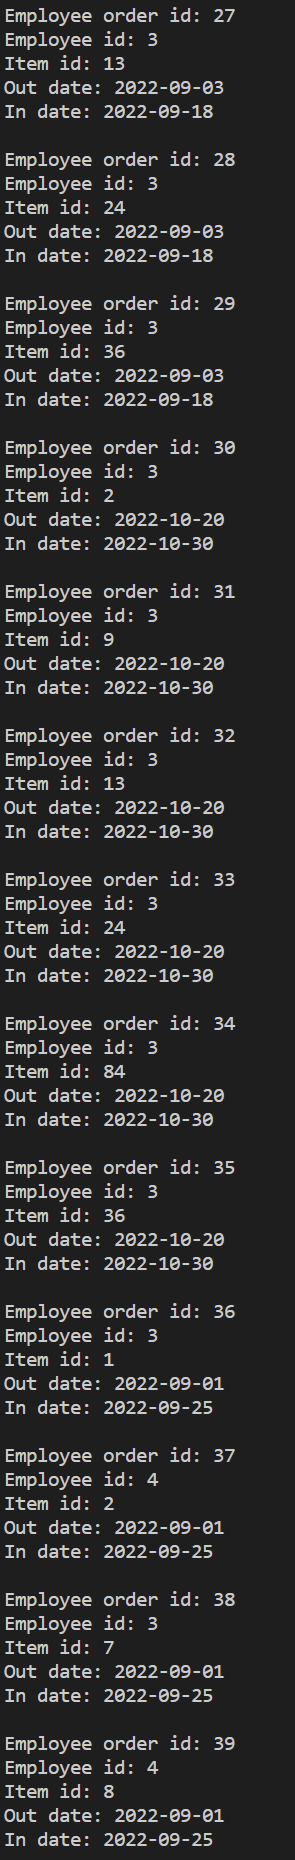 Employee order id: 27
Employee id: 3
Item id: 13
Out date: 2022-09-03
In date: 2022-09-18
Employee order id: 28
Employee id: 3
Item id: 24
Out date: 2022-09-03
In date: 2022-09-18
Employee order id: 29
Employee id: 3
Item id: 36
Out date: 2022-09-03
In date: 2022-09-18
Employee order id: 30
Employee id: 3
Item id: 2
Out date: 2022-10-20
In date: 2022-10-30
Employee order id: 31
Employee id: 3
Item id: 9
Out date: 2022-10-20
In date: 2022-10-30
Employee order id: 32
Employee id: 3
Item id: 13
Out date: 2022-10-20
In date: 2022-10-30
Employee order id: 33
Employee id: 3
Item id: 24
Out date: 2022-10-20
In date: 2022-10-30
Employee order id: 34
Employee id: 3
Item id: 84
Out date: 2022-10-20
In date: 2022-10-30
Employee order id: 35
Employee id: 3
Item id: 36
Out date: 2022-10-20
In date: 2022-10-30
Employee order id: 36
Employee id: 3
Item id: 1
Out date: 2022-09-01
In date: 2022-09-25
Employee order id: 37
Employee id: 4
Item id: 2
Out date: 2022-09-01
In date: 2022-09-25
Employee order id: 38
Employee id: 3
Item id: 7
Out date: 2022-09-01
In date: 2022-09-25
Employee order id: 39
Employee id: 4
Item id: 8
Out date: 2022-09-01
In date: 2022-09-25